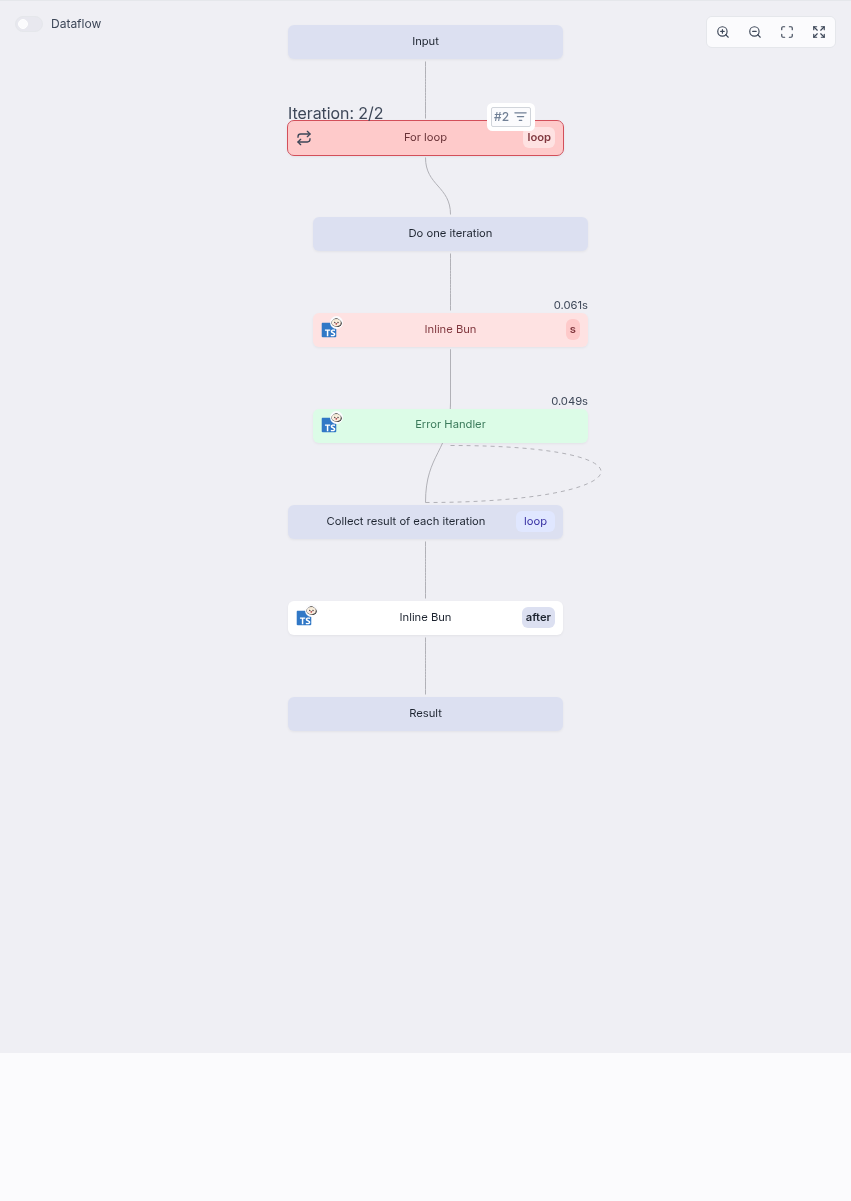 Dataflow
Input
Iteration: 2/2
#2
For loop
loop
Do one iteration
0.061s
TS
Inline Bun
s
0.049s
TS
Error Handler
Collect result of each iteration
loop
TS
Inline Bun
after
Result